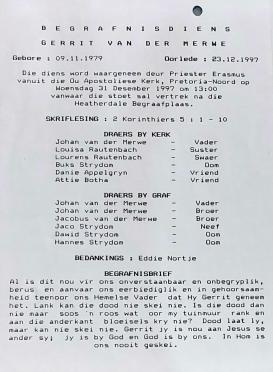 B E G R A F N I S D I E N S
G E R R I T  V A N  D E R  M E R W E
Gebore : 09.11.1979    Oorlede : 23.12.1997
Die diens word waargeneem deur Priester Erasmus
vanuit die Ou Apostoliese Kerk, Pretoria-Noord op
Woensdag 31 Desember 1997 om 13:00
vanwaar die stoet sal vertrek na die
Heatherdale Begraafplaas.
SKRIFLESING : 2 Korinthiers 5 : 1 - 10
DRAERS BY KERK
Johan van der Merwe - Vader
Louisa Rautenbach - Suster
Lourens Rautenbach - Swaer
Buks Strydom - Oom
Danie Appelgryn - Vriend
Attie Botha - Vriend
DRAERS BY GRAF
Johan van der Merwe - Vader
Johan van der Merwe - Broer
Jacobus van der Merwe - Broer
Jaco Strydom - Neef
Dawid Strydom - Oom
Hannes Strydom - Oom
BEDANKINGS : Eddie Nortje
BEGRAFNISBRIEF
Al is dit nou vir ons onverstaanbaar en onbegryplik,
berus en aanvaar ons eerbiediglik en in gehoorsaam-
heid teenoor ons Hemelse Vader dat Hy Gerrit geneem
het. Lank kan die dood nie skei nie. Is die dood dan
nie maar soos 'n roos wat oor my tuinmuur rank en
aan die anderkant bloeisels kry nie? Dood laat ly,
maar kan nie skei nie. Gerrit jy is nou aan Jesus se
ander sy; jy is by God en God is by ons. In Hom is
ons nooit geskei.